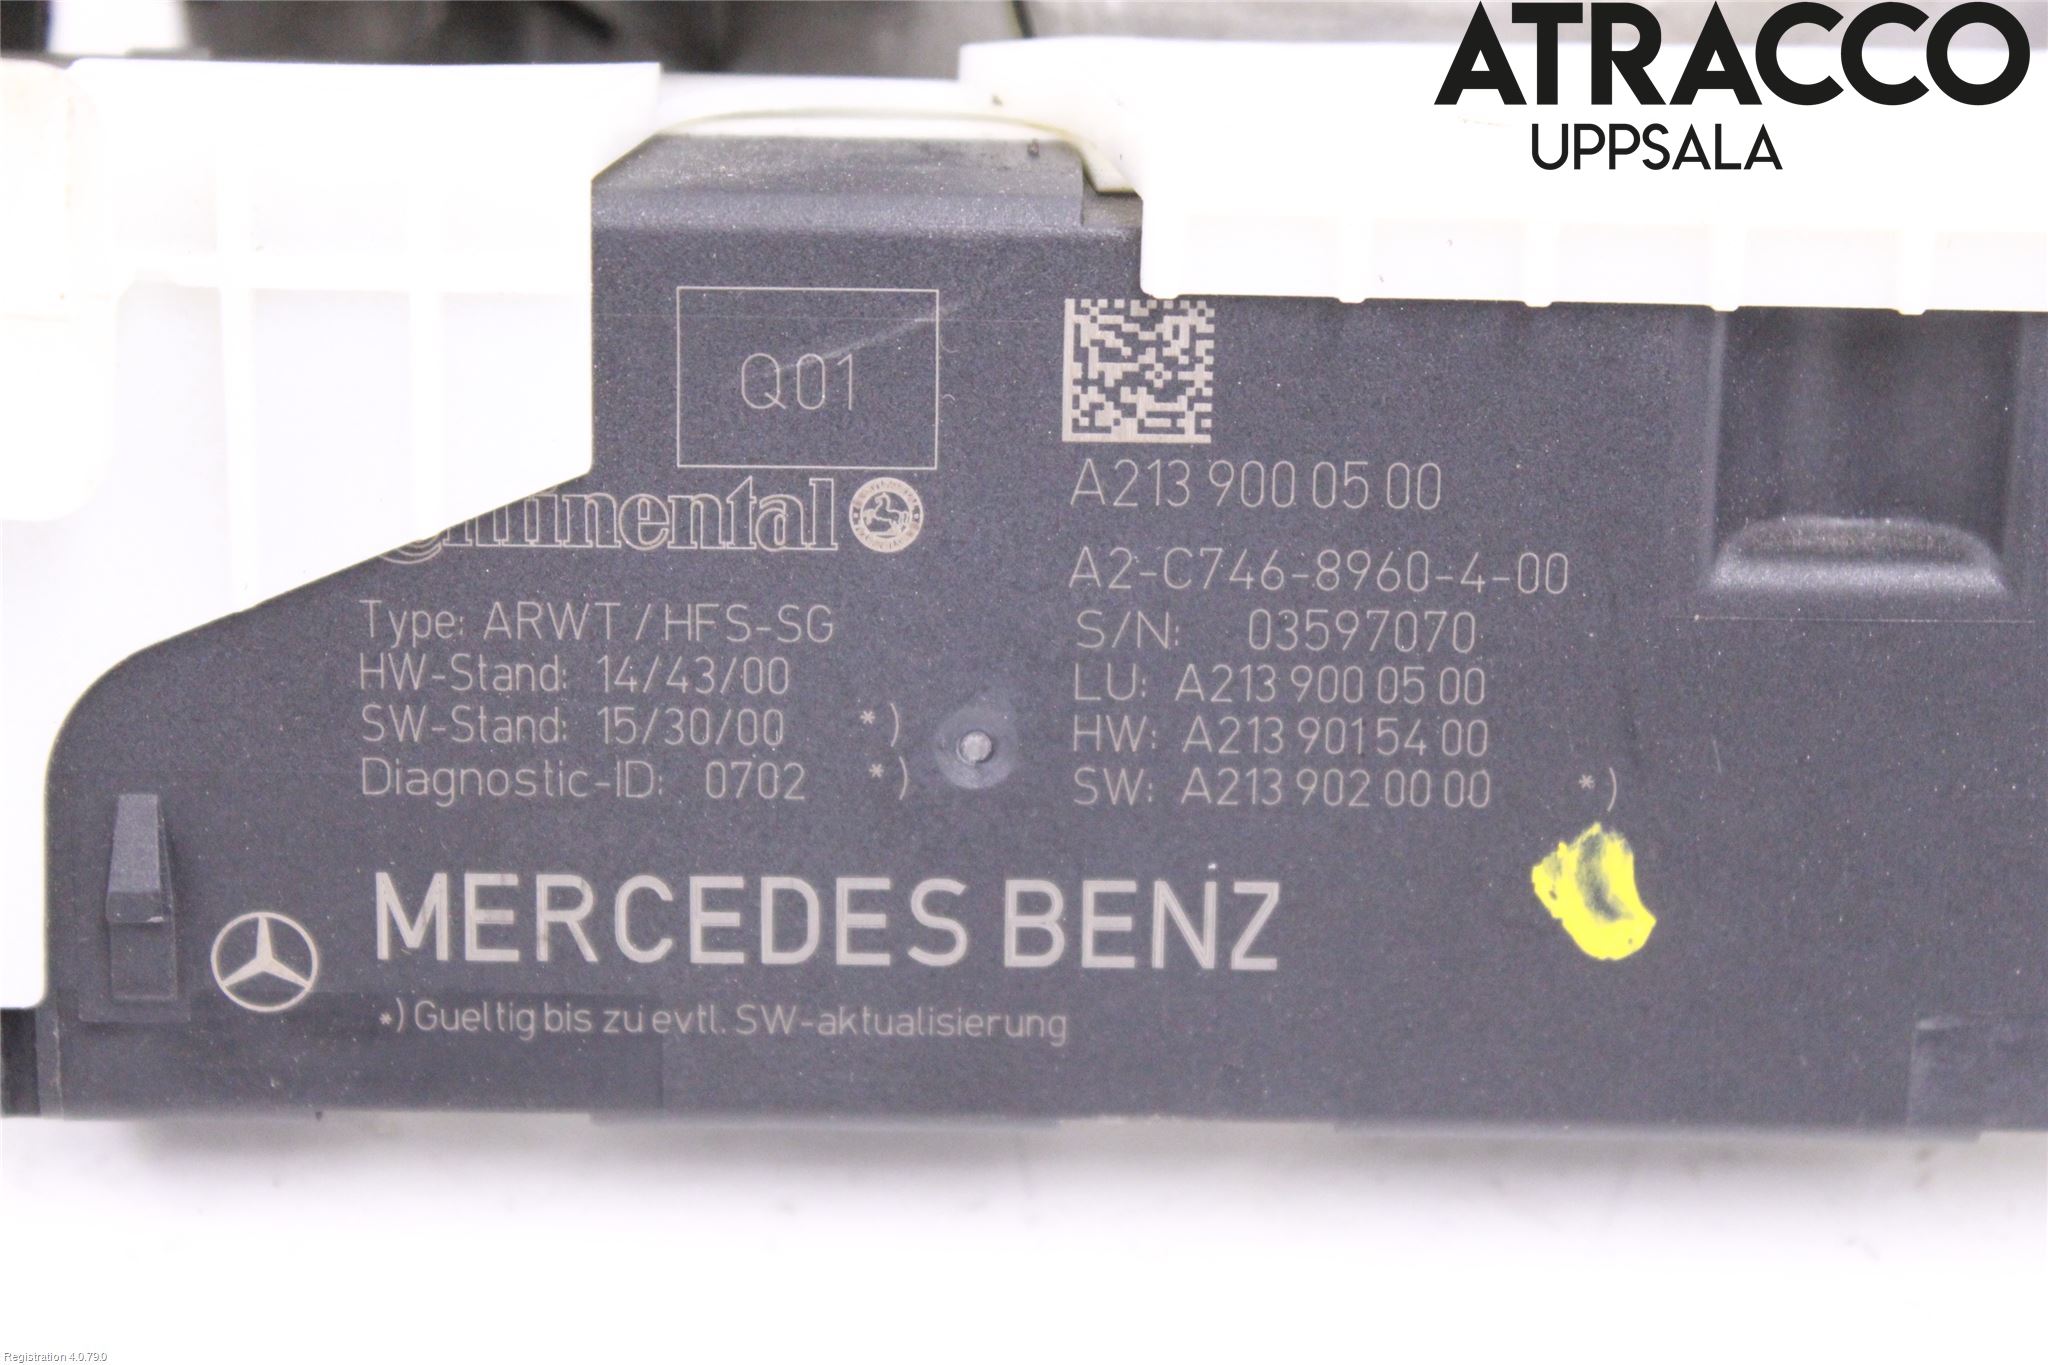 ATRACCO
UPPSALA
Q01
A213 900 05 00
A2-C746-8960-4-00
Type: ARWT/HFS-SG
HW-Stand: 14/43/00
SW-Stand: 15/30/00 *)
Diagnostic-ID: 0702 *)
S/N: 03597070
LU: A213 900 05 00
HW: A213 901 54 00
SW: A213 902 00 00 *)
MERCEDES BENZ
*) Gueltig bis zu evtl. SW-aktualisierung
Registration 4.0.79.0